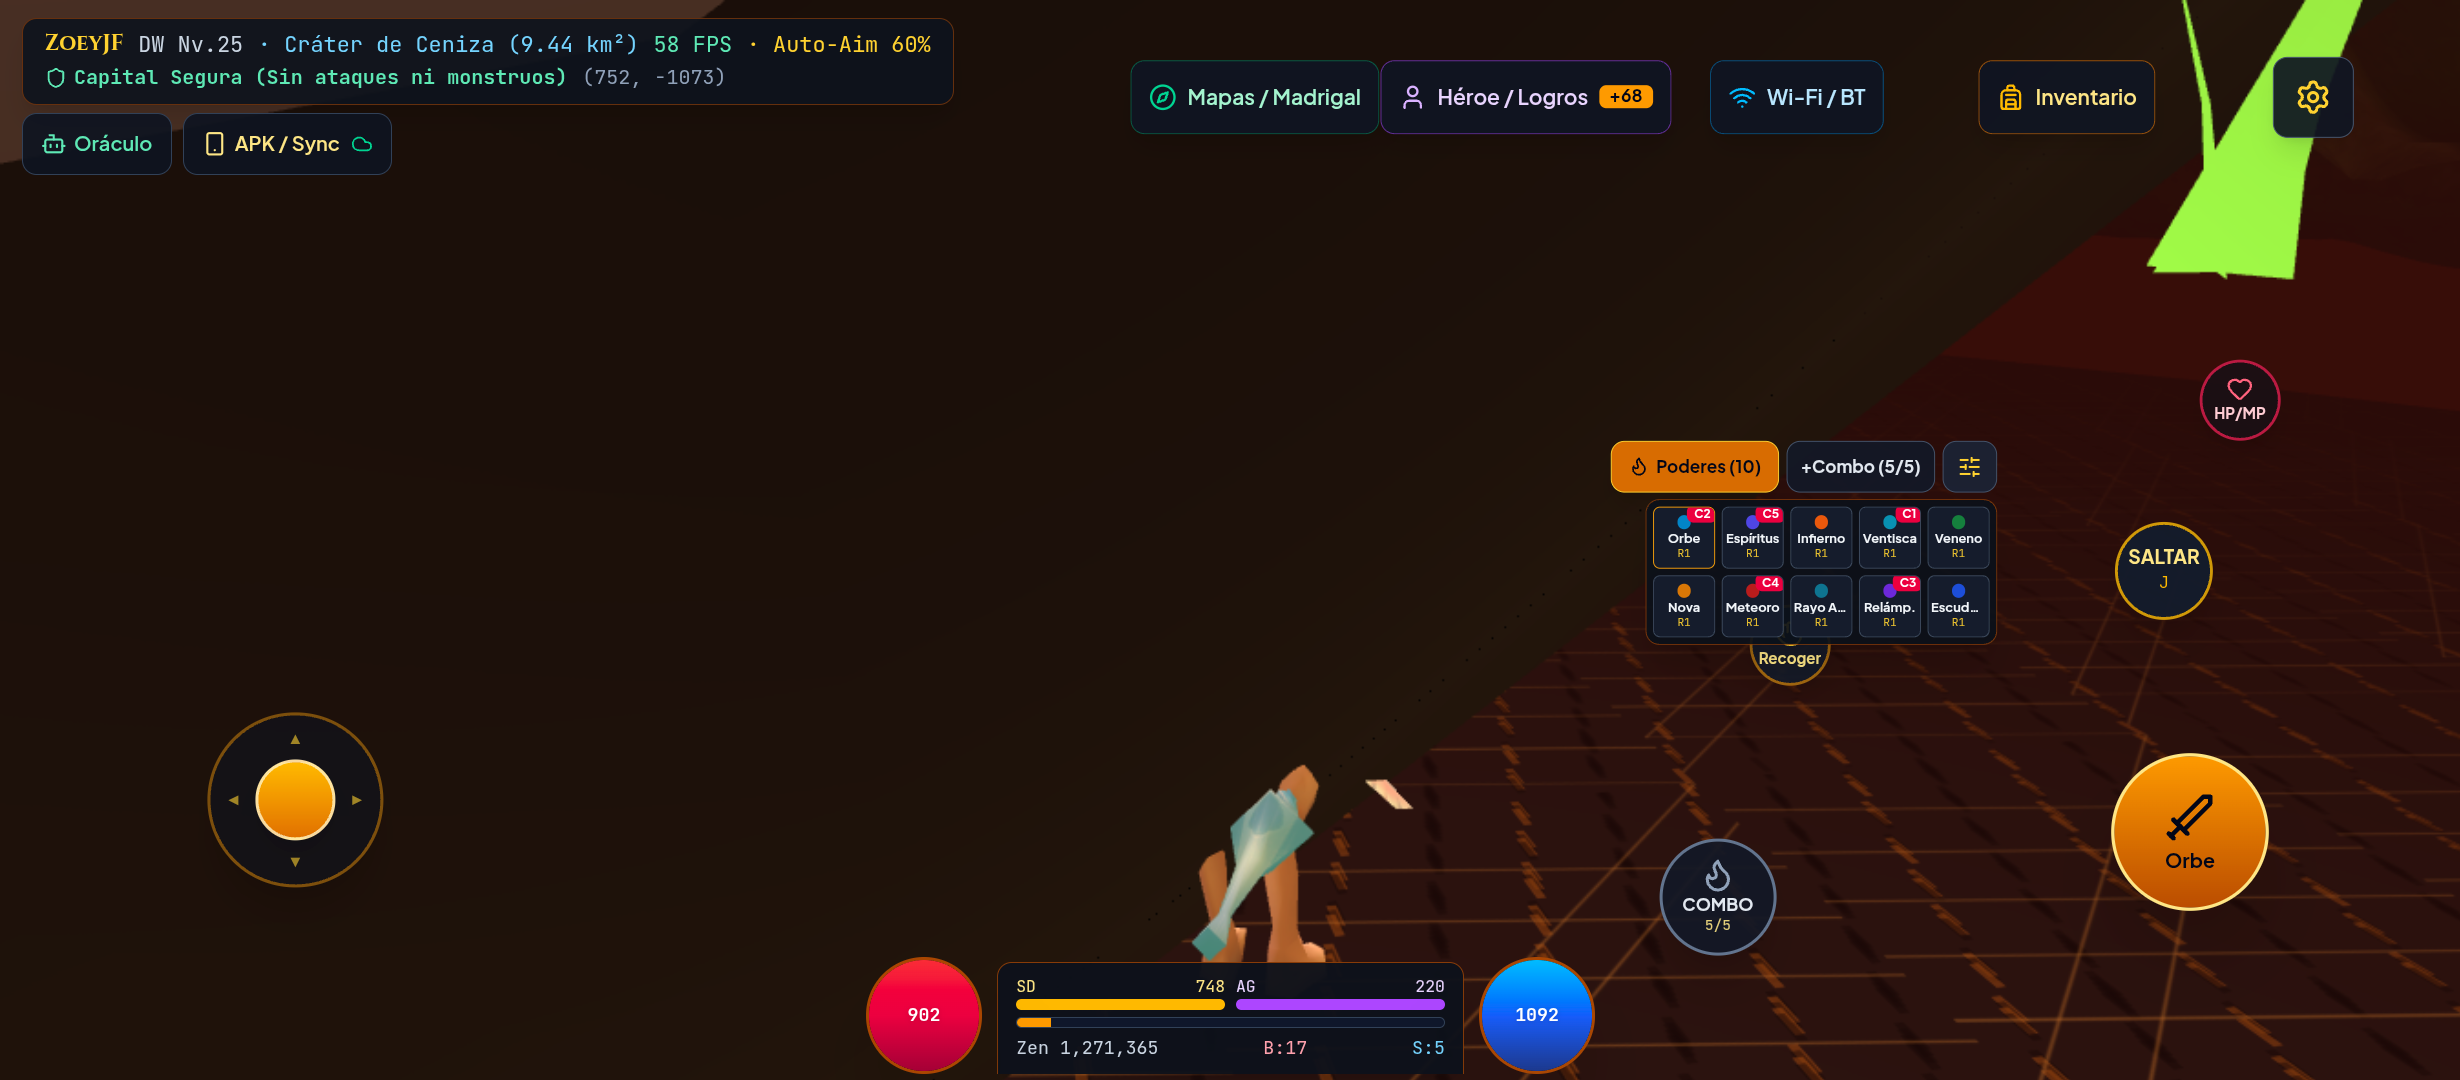 ZOEYJF DW Nv.25 · Cráter de Ceniza (9.44 km²) 58 FPS · Auto-Aim 60%
Capital Segura (Sin ataques ni monstruos) (752, -1073)
Oráculo
APK / Sync
Mapas / Madrigal
Héroe / Logros +68
Wi-Fi / BT
Inventario
HP/MP
Poderes (10)
+Combo (5/5)
C2 C5 C1
Orbe Espíritus Infierno Ventisca Veneno
R1 R1 R1 R1 R1
C4 C3
Nova Meteoro Rayo A... Relámp. Escud...
R1 R1 R1 R1 R1
Recoger
SALTAR
J
Orbe
COMBO
5/5
902
SD 748 AG 220
Zen 1,271,365 B:17 S:5
1092